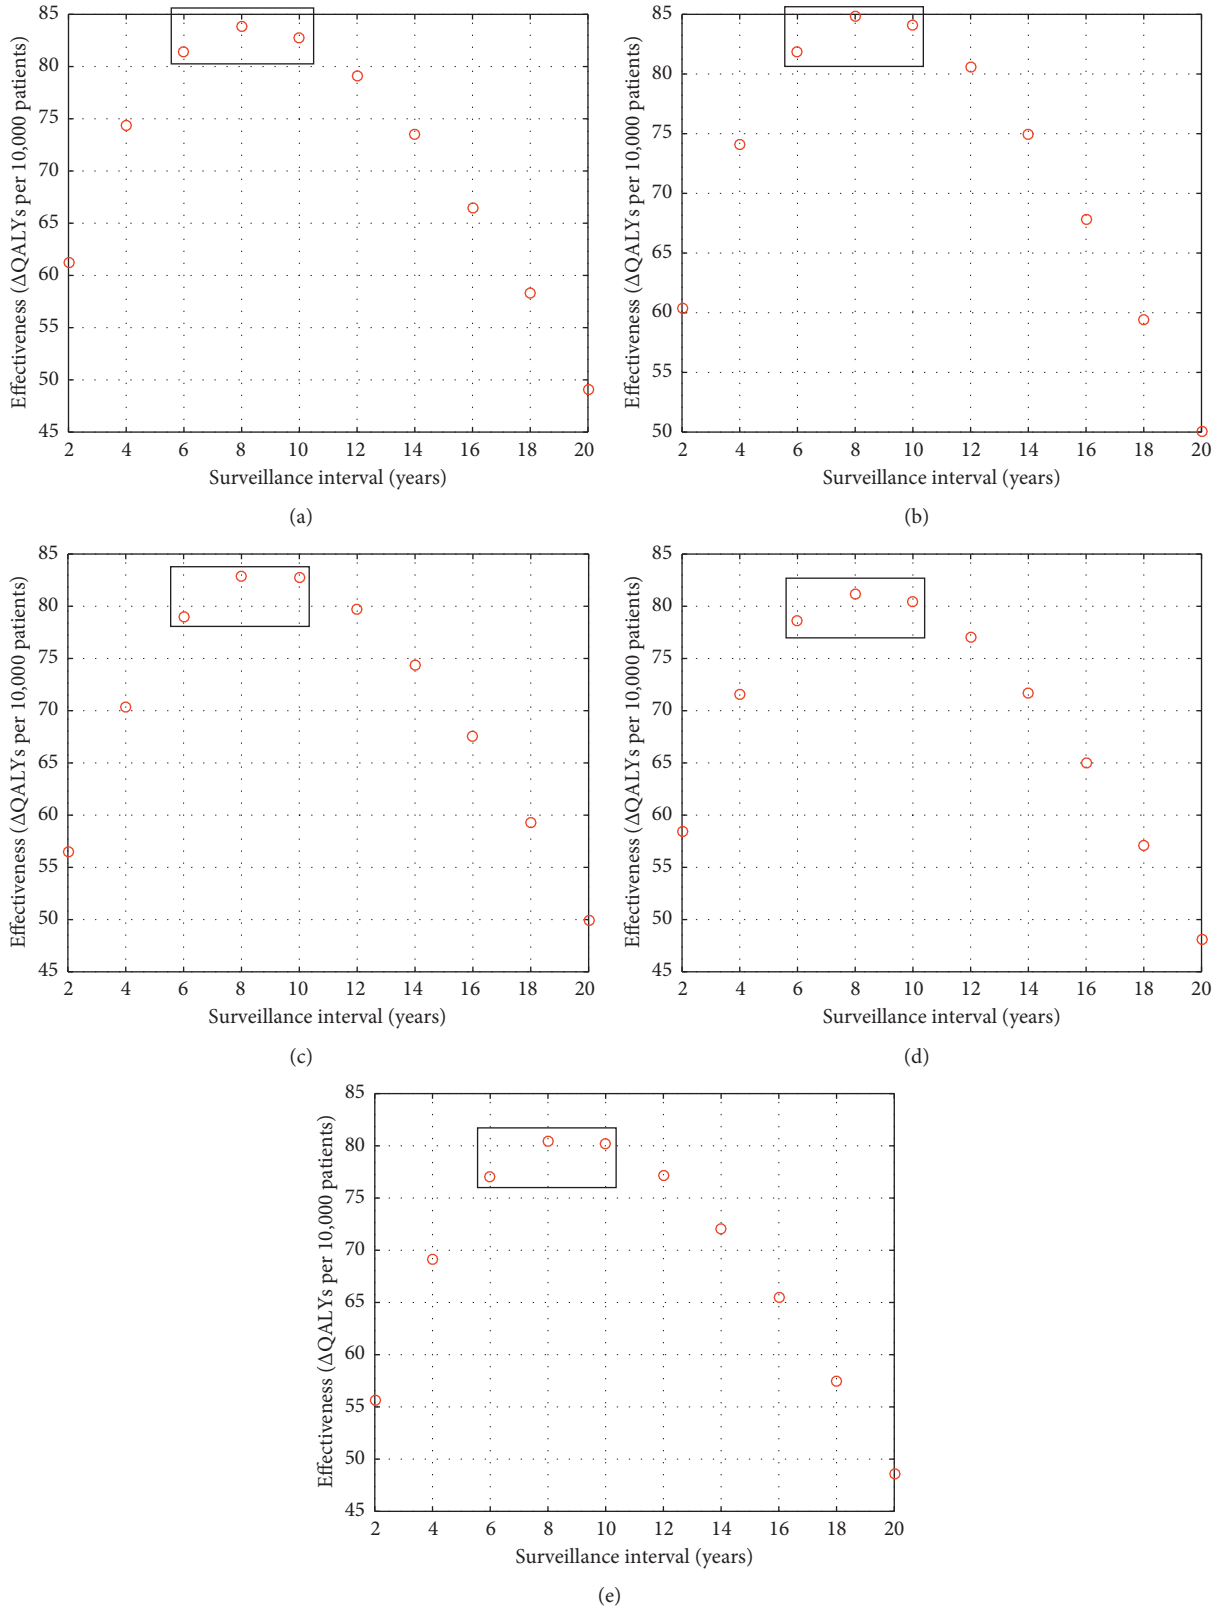 Effectiveness (ΔQALYs per 10,000 patients)
85
80
75
70
65
60
55
50
45
2 4 6 8 10 12 14 16 18 20
Surveillance interval (years)
(a)
Effectiveness (ΔQALYs per 10,000 patients)
85
80
75
70
65
60
55
50
2 4 6 8 10 12 14 16 18 20
Surveillance interval (years)
(b)
Effectiveness (ΔQALYs per 10,000 patients)
85
80
75
70
65
60
55
50
45
2 4 6 8 10 12 14 16 18 20
Surveillance interval (years)
(c)
Effectiveness (ΔQALYs per 10,000 patients)
85
80
75
70
65
60
55
50
45
2 4 6 8 10 12 14 16 18 20
Surveillance interval (years)
(d)
Effectiveness (ΔQALYs per 10,000 patients)
85
80
75
70
65
60
55
50
45
2 4 6 8 10 12 14 16 18 20
Surveillance interval (years)
(e)